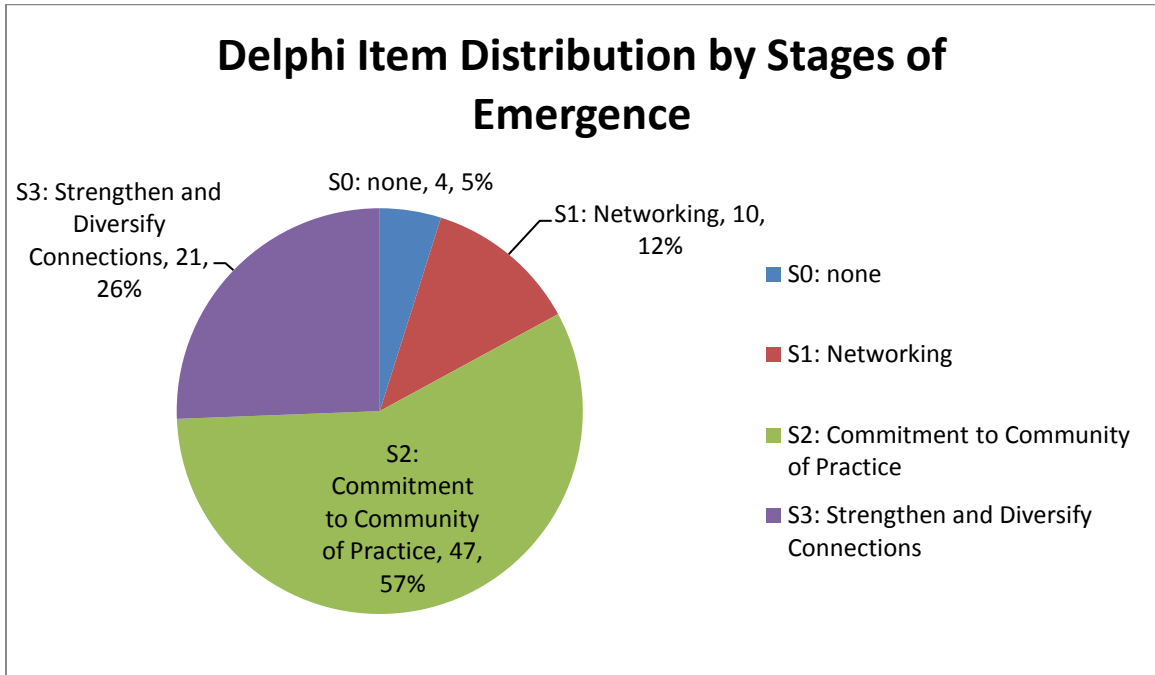 Delphi Item Distribution by Stages of
Emergence
S0: none, 4, 5%
S1: Networking, 10,
12%
S3: Strengthen and
Diversify
Connections, 21,
26%
S2:
Commitment
to Community
of Practice, 47,
57%
S0: none
S1: Networking
S2: Commitment to Community
of Practice
S3: Strengthen and Diversify
Connections